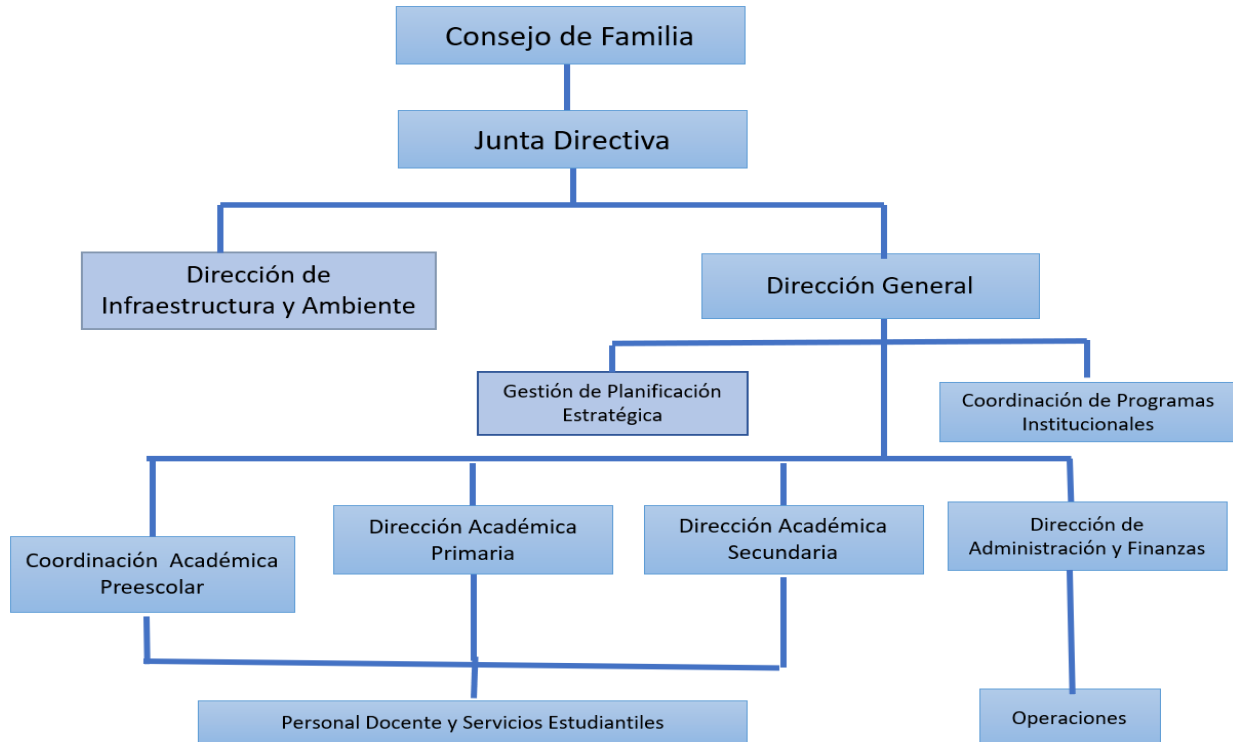 Consejo de Familia
Junta Directiva
Dirección de
Infraestructura y Ambiente
Dirección General
Gestión de Planificación
Estratégica
Coordinación de Programas
Institucionales
Coordinación Académica
Preescolar
Dirección Académica
Primaria
Dirección Académica
Secundaria
Dirección de
Administración y Finanzas
Personal Docente y Servicios Estudiantiles
Operaciones